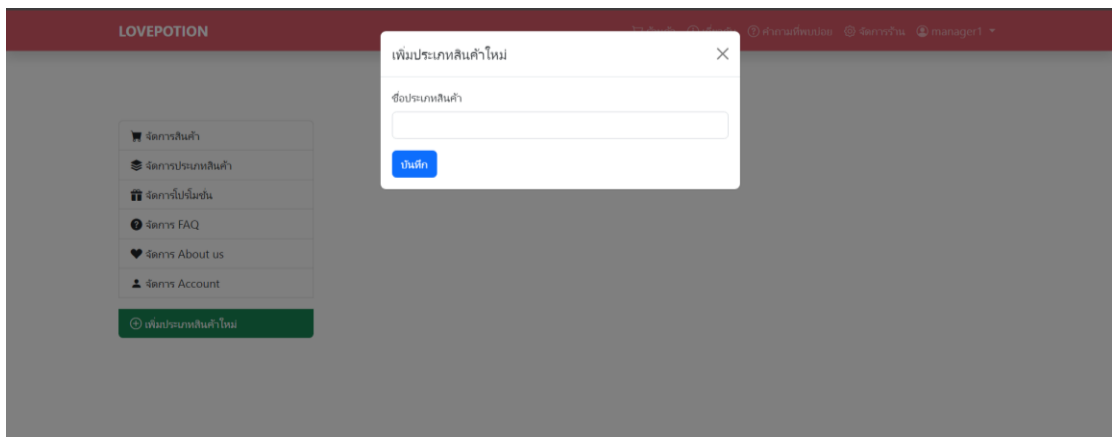 LOVEPOTION
คำถามที่พบบ่อย
จัดการร้าน
manager1
เพิ่มประเภทสินค้าใหม่
ชื่อประเภทสินค้า
บันทึก
จัดการสินค้า
จัดการประเภทสินค้า
จัดการโปรโมชั่น
จัดการ FAQ
จัดการ About us
จัดการ Account
เพิ่มประเภทสินค้าใหม่